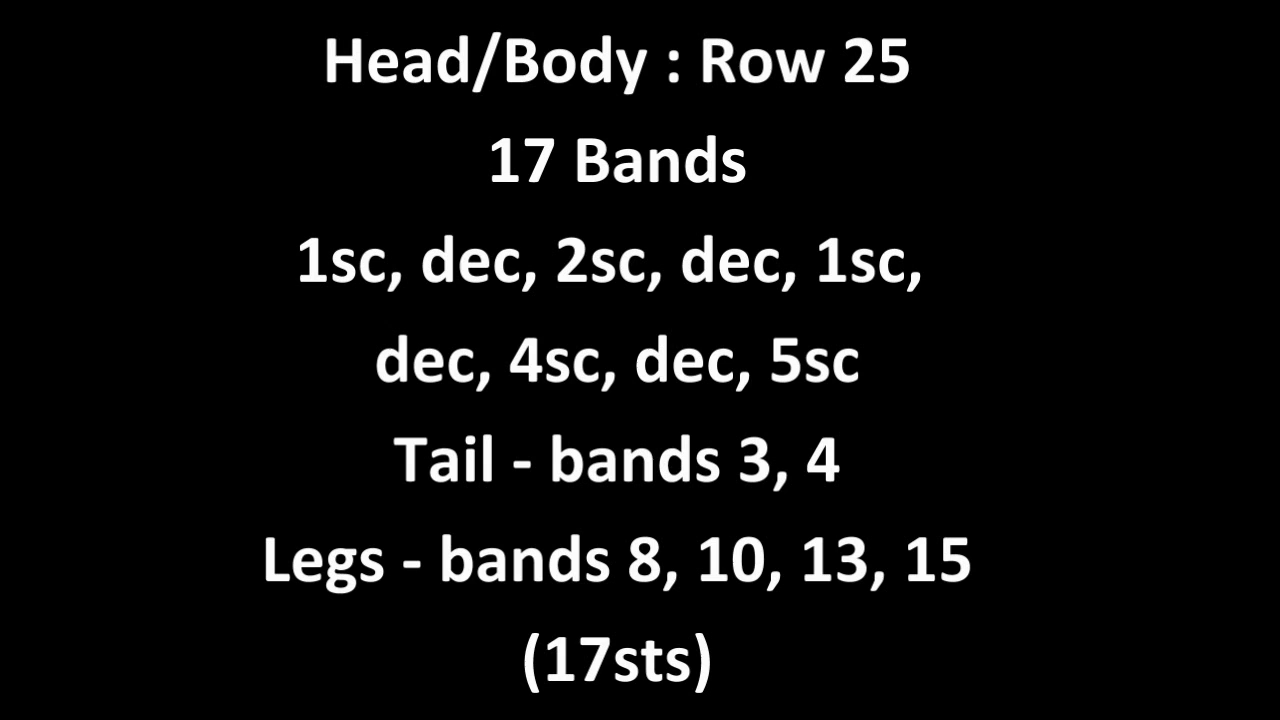 Head/Body : Row 25
17 Bands
1sc, dec, 2sc, dec, 1sc,
dec, 4sc, dec, 5sc
Tail - bands 3, 4
Legs - bands 8, 10, 13, 15
(17sts)